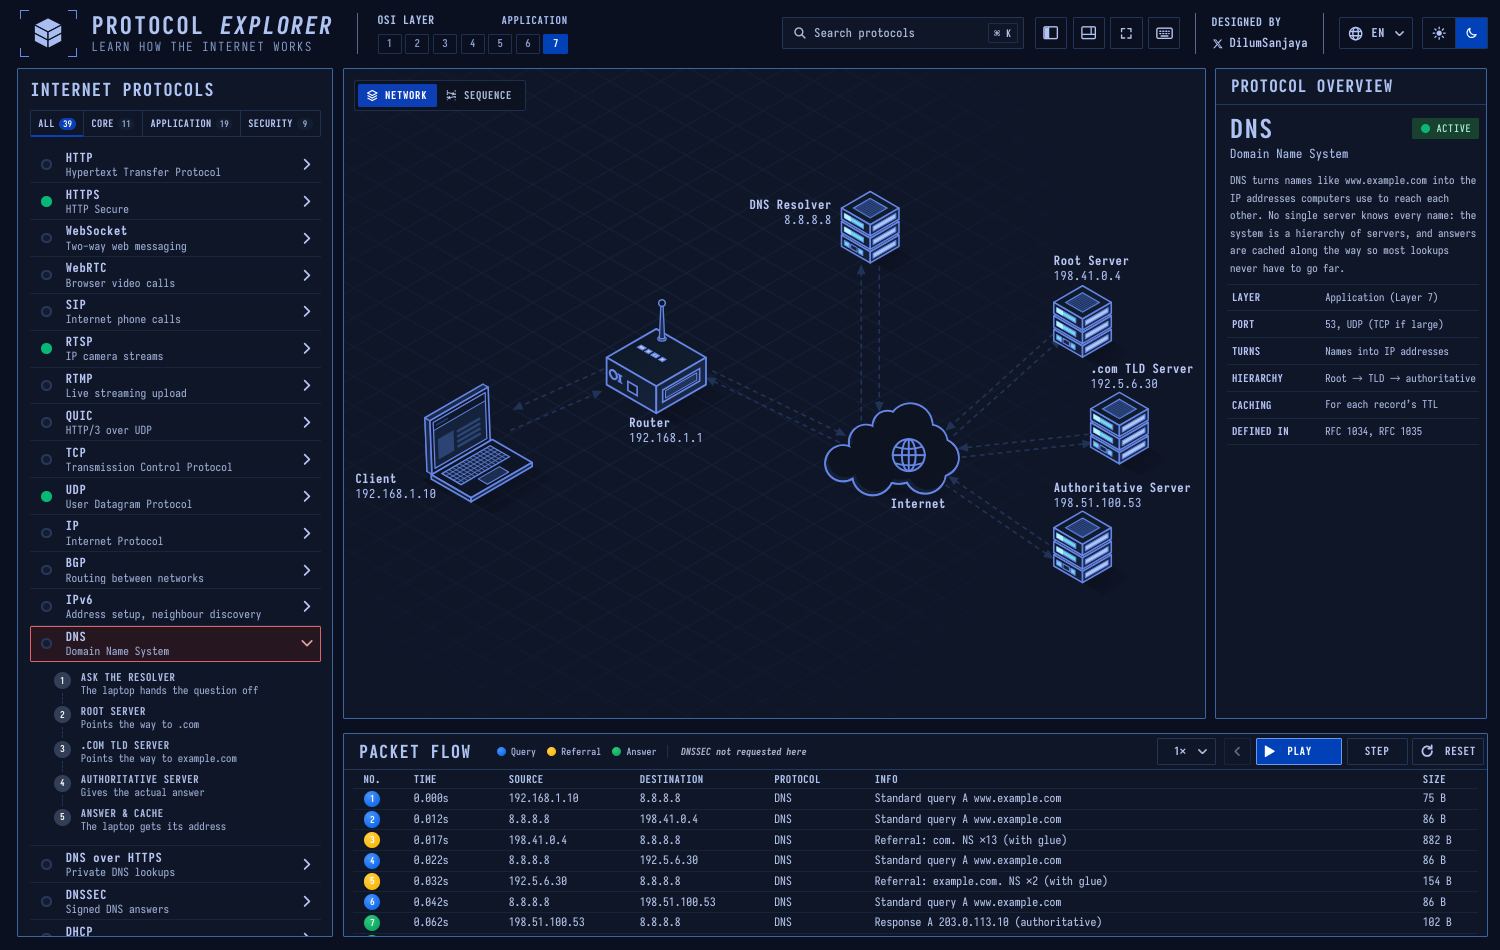 PROTOCOL EXPLORER
LEARN HOW THE INTERNET WORKS
OSI LAYER APPLICATION
1 2 3 4 5 6 7
Search protocols ⌘ K
DESIGNED BY
DilumSanjaya
EN
INTERNET PROTOCOLS
ALL 39 CORE 11 APPLICATION 19 SECURITY 9
HTTP
Hypertext Transfer Protocol
HTTPS
HTTP Secure
WebSocket
Two-way web messaging
WebRTC
Browser video calls
SIP
Internet phone calls
RTSP
IP camera streams
RTMP
Live streaming upload
QUIC
HTTP/3 over UDP
TCP
Transmission Control Protocol
UDP
User Datagram Protocol
IP
Internet Protocol
BGP
Routing between networks
IPv6
Address setup, neighbour discovery
DNS
Domain Name System
1 ASK THE RESOLVER
The laptop hands the question off
2 ROOT SERVER
Points the way to .com
3 .COM TLD SERVER
Points the way to example.com
4 AUTHORITATIVE SERVER
Gives the actual answer
5 ANSWER & CACHE
The laptop gets its address
DNS over HTTPS
Private DNS lookups
DNSSEC
Signed DNS answers
DHCP
NETWORK SEQUENCE
DNS Resolver
8.8.8.8
Root Server
198.41.0.4
.com TLD Server
192.5.6.30
Router
192.168.1.1
Client
192.168.1.10
Internet
Authoritative Server
198.51.100.53
PROTOCOL OVERVIEW
DNS ACTIVE
Domain Name System
DNS turns names like www.example.com into the
IP addresses computers use to reach each
other. No single server knows every name: the
system is a hierarchy of servers, and answers
are cached along the way so most lookups
never have to go far.
LAYER Application (Layer 7)
PORT 53, UDP (TCP if large)
TURNS Names into IP addresses
HIERARCHY Root → TLD → authoritative
CACHING For each record's TTL
DEFINED IN RFC 1034, RFC 1035
PACKET FLOW Query Referral Answer DNSSEC not requested here 1× PLAY STEP RESET
NO. TIME SOURCE DESTINATION PROTOCOL INFO SIZE
1 0.000s 192.168.1.10 8.8.8.8 DNS Standard query A www.example.com 75 B
2 0.012s 8.8.8.8 198.41.0.4 DNS Standard query A www.example.com 86 B
3 0.017s 198.41.0.4 8.8.8.8 DNS Referral: com. NS ×13 (with glue) 882 B
4 0.022s 8.8.8.8 192.5.6.30 DNS Standard query A www.example.com 86 B
5 0.032s 192.5.6.30 8.8.8.8 DNS Referral: example.com. NS ×2 (with glue) 154 B
6 0.042s 8.8.8.8 198.51.100.53 DNS Standard query A www.example.com 86 B
7 0.062s 198.51.100.53 8.8.8.8 DNS Response A 203.0.113.10 (authoritative) 102 B